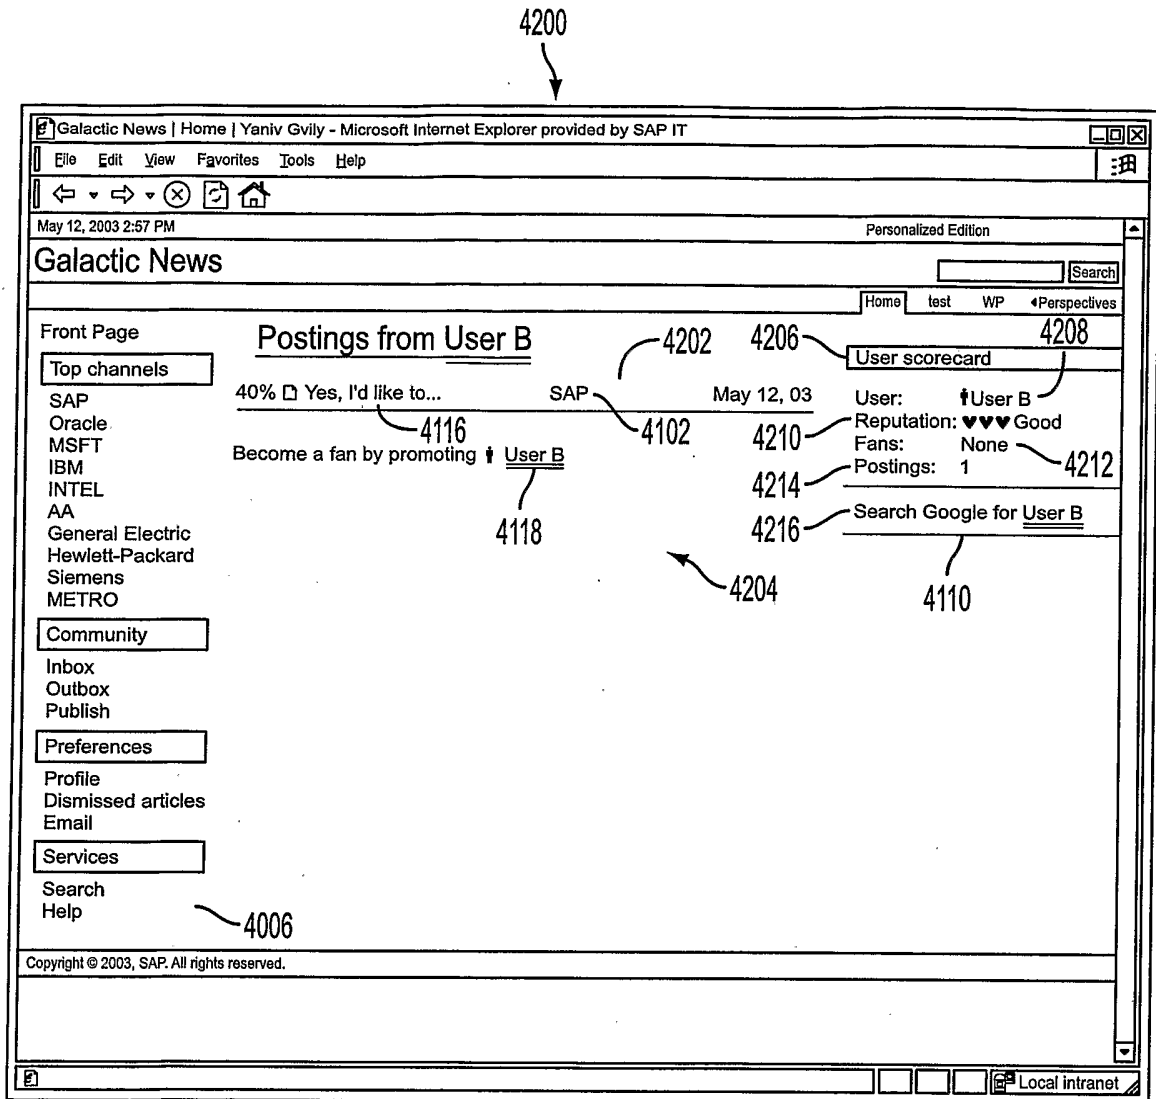 4200
Galactic News | Home | Yaniv Gvily - Microsoft Internet Explorer provided by SAP IT
File Edit View Favorites Tools Help
May 12, 2003 2:57 PM Personalized Edition
Galactic News
Search
Home test WP Perspectives
Front Page
Top channels
SAP
Oracle
MSFT
IBM
INTEL
AA
General Electric
Hewlett-Packard
Siemens
METRO
Community
Inbox
Outbox
Publish
Preferences
Profile
Dismissed articles
Email
Services
Search
Help
4006
Postings from User B
4202
40% Yes, I'd like to... SAP May 12, 03
4116
4102
Become a fan by promoting User B
4118
4204
4206
4208
User scorecard
User: User B
4210
Reputation: Good
Fans: None
4212
4214
Postings: 1
4216
Search Google for User B
4110
Copyright © 2003, SAP. All rights reserved.
Local intranet